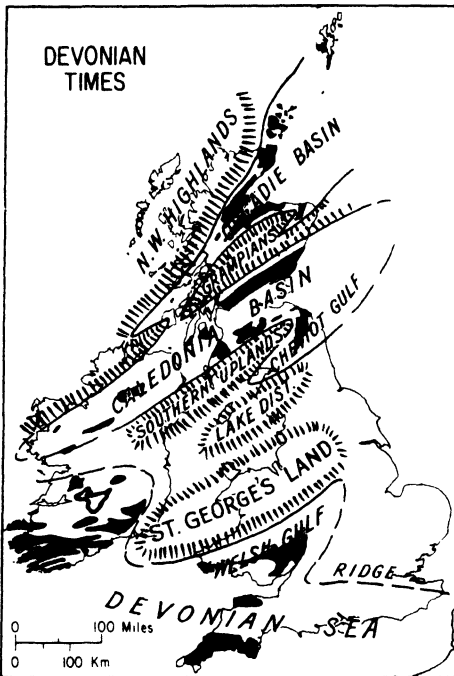 DEVONIAN
TIMES
N.W. HIGHLANDS
CADIE BASIN
GRAMPIANS
CALEDONIA BASIN
SOUTHERN UPLANDS
CHEVIOT GULF
LAKE DIST.
ST. GEORGE'S LAND
WELSH GULF
RIDGE
DEVONIAN SEA
0 100 Miles
0 100 Km